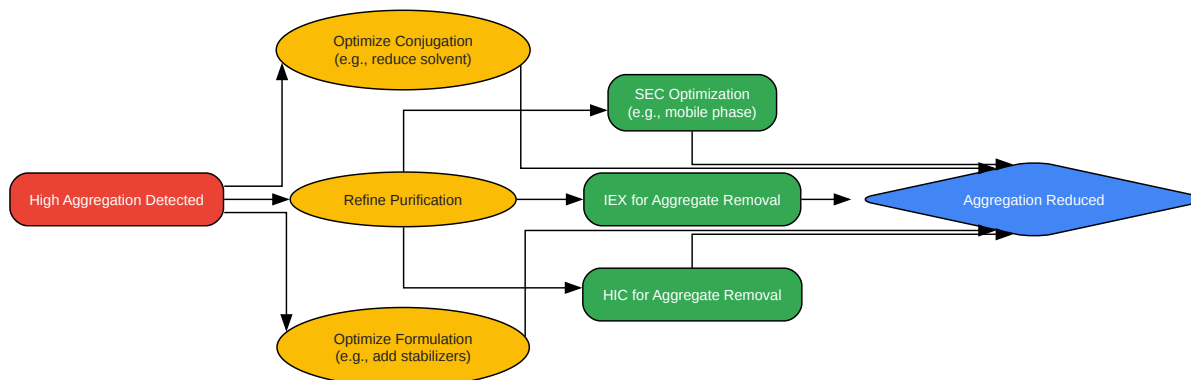 Optimize Conjugation
(e.g., reduce solvent)
SEC Optimization
(e.g., mobile phase)
High Aggregation Detected
Refine Purification
IEX for Aggregate Removal
Aggregation Reduced
HIC for Aggregate Removal
Optimize Formulation
(e.g., add stabilizers)